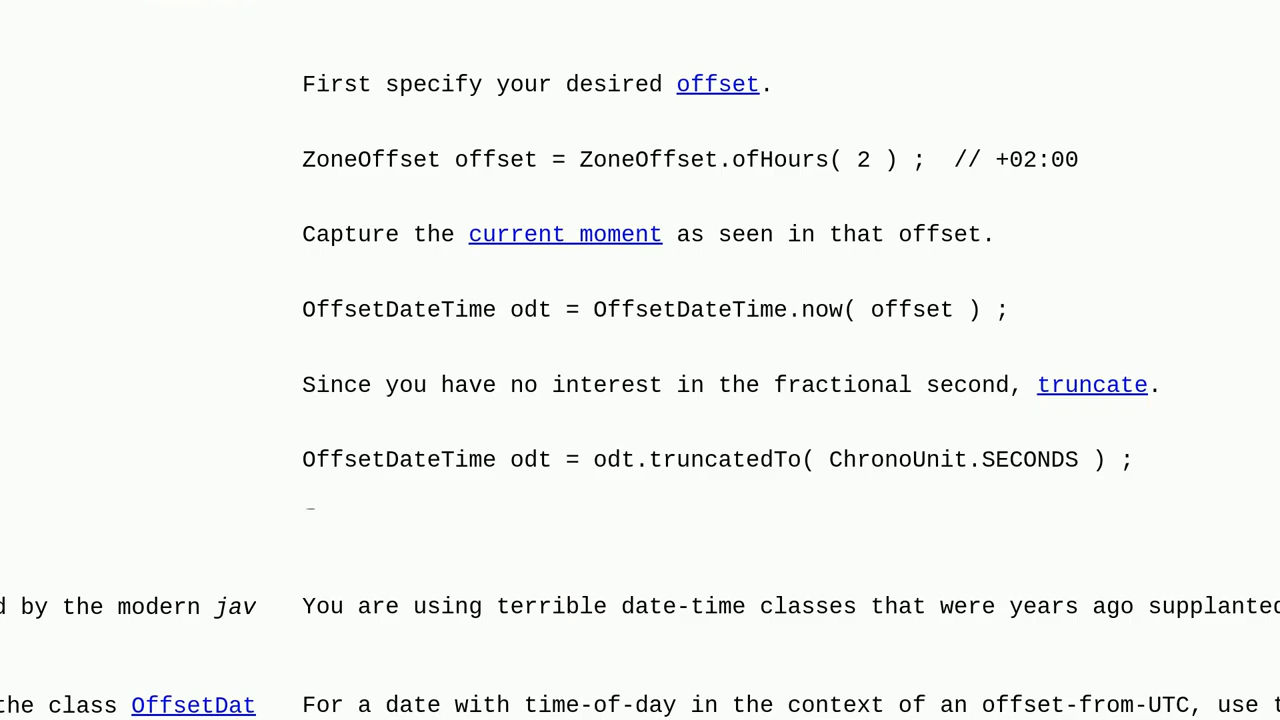 First specify your desired offset.
ZoneOffset offset = ZoneOffset.ofHours( 2 ) ;  // +02:00
Capture the current moment as seen in that offset.
OffsetDateTime odt = OffsetDateTime.now( offset ) ;
Since you have no interest in the fractional second, truncate.
OffsetDateTime odt = odt.truncatedTo( ChronoUnit.SECONDS ) ;
by the modern jav
You are using terrible date-time classes that were years ago supplanted
the class OffsetDat
For a date with time-of-day in the context of an offset-from-UTC, use